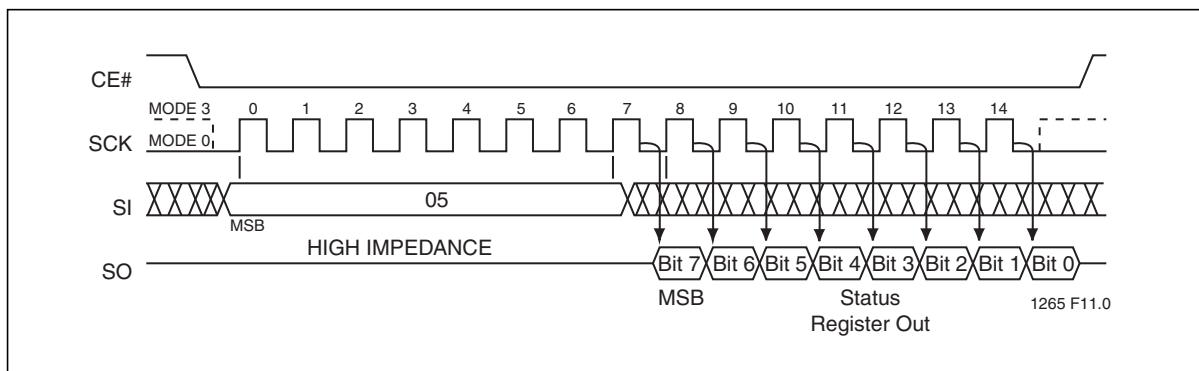 CE#
MODE 3 0 1 2 3 4 5 6 7 8 9 10 11 12 13 14
SCK MODE 0
SI 05
MSB
HIGH IMPEDANCE
SO Bit 7 Bit 6 Bit 5 Bit 4 Bit 3 Bit 2 Bit 1 Bit 0
MSB Status 1265 F11.0
Register Out